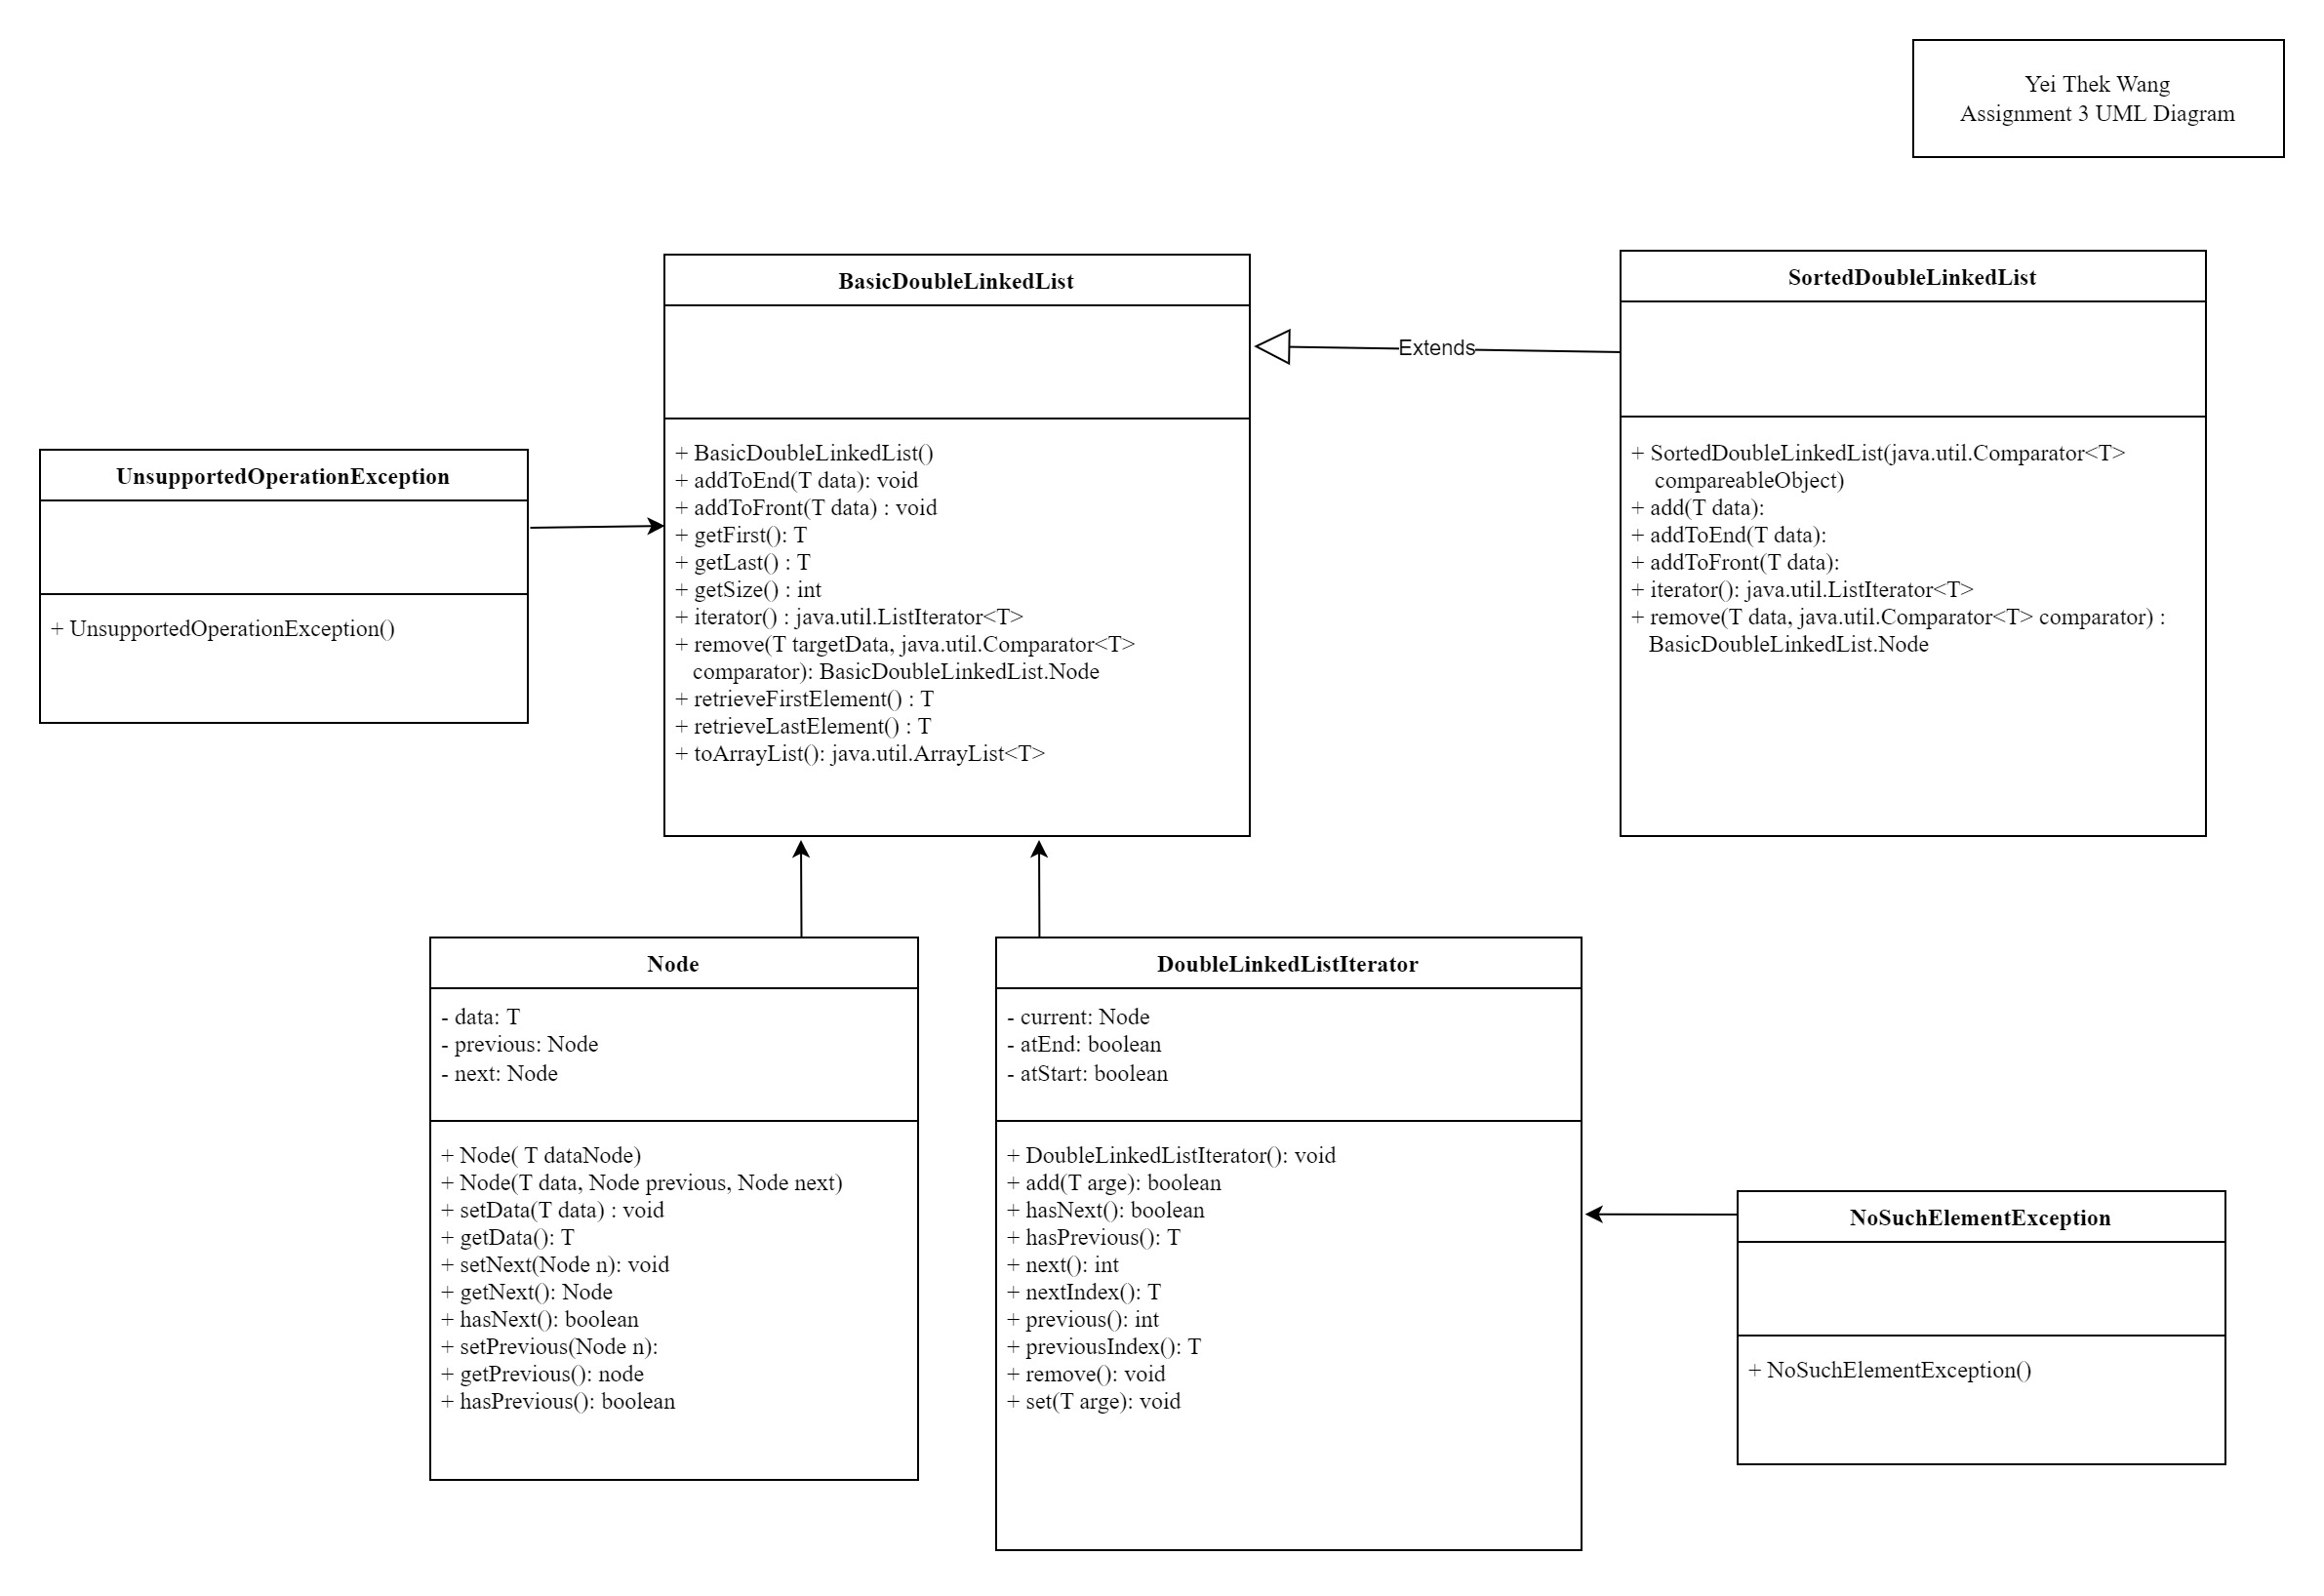 Yei Thek Wang
Assignment 3 UML Diagram
BasicDoubleLinkedList
+ BasicDoubleLinkedList()
+ addToEnd(T data): void
+ addToFront(T data) : void
+ getFirst(): T
+ getLast() : T
+ getSize() : int
+ iterator() : java.util.ListIterator<T>
+ remove(T targetData, java.util.Comparator<T>
comparator): BasicDoubleLinkedList.Node
+ retrieveFirstElement() : T
+ retrieveLastElement() : T
+ toArrayList(): java.util.ArrayList<T>
Extends
SortedDoubleLinkedList
+ SortedDoubleLinkedList(java.util.Comparator<T>
compareableObject)
+ add(T data):
+ addToEnd(T data):
+ addToFront(T data):
+ iterator(): java.util.ListIterator<T>
+ remove(T data, java.util.Comparator<T> comparator) :
BasicDoubleLinkedList.Node
UnsupportedOperationException
+ UnsupportedOperationException()
Node
- data: T
- previous: Node
- next: Node
+ Node( T dataNode)
+ Node(T data, Node previous, Node next)
+ setData(T data) : void
+ getData(): T
+ setNext(Node n): void
+ getNext(): Node
+ hasNext(): boolean
+ setPrevious(Node n):
+ getPrevious(): node
+ hasPrevious(): boolean
DoubleLinkedListIterator
- current: Node
- atEnd: boolean
- atStart: boolean
+ DoubleLinkedListIterator(): void
+ add(T arge): boolean
+ hasNext(): boolean
+ hasPrevious(): T
+ next(): int
+ nextIndex(): T
+ previous(): int
+ previousIndex(): T
+ remove(): void
+ set(T arge): void
NoSuchElementException
+ NoSuchElementException()